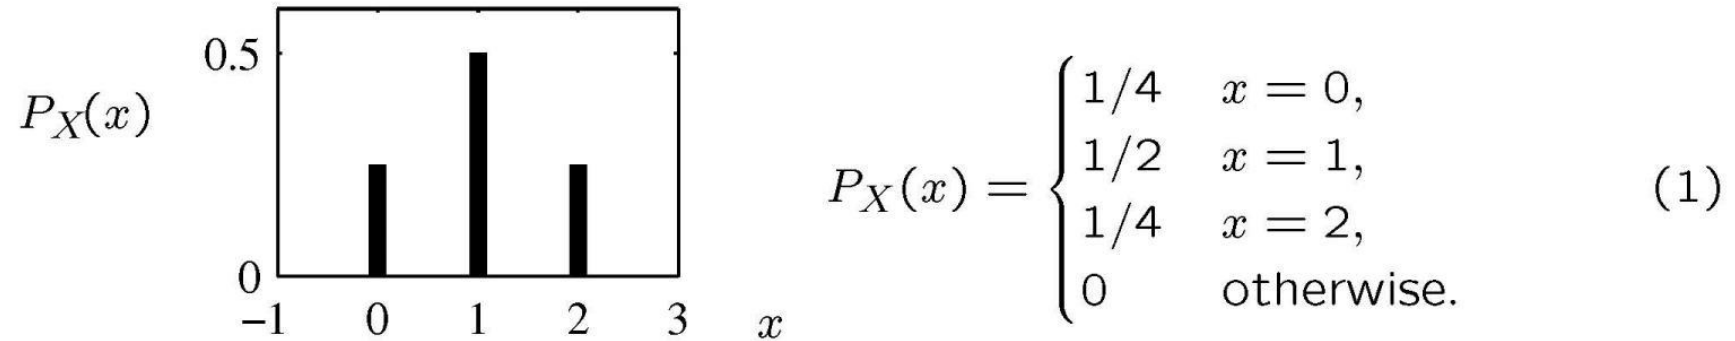 0.5
P_X(x)
0
−1 0 1 2 3 x
P_X(x) = { 1/4 x = 0,
1/2 x = 1,
1/4 x = 2,
0 otherwise.
(1)